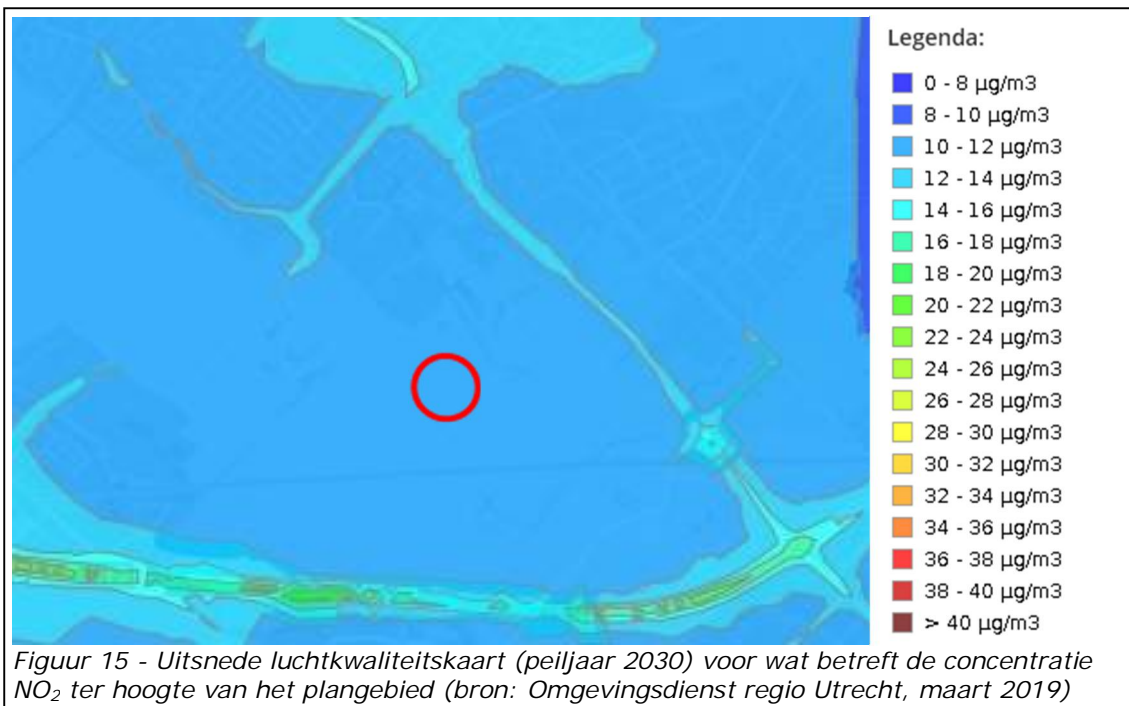 Legenda:
0 - 8 µg/m3
8 - 10 µg/m3
10 - 12 µg/m3
12 - 14 µg/m3
14 - 16 µg/m3
16 - 18 µg/m3
18 - 20 µg/m3
20 - 22 µg/m3
22 - 24 µg/m3
24 - 26 µg/m3
26 - 28 µg/m3
28 - 30 µg/m3
30 - 32 µg/m3
32 - 34 µg/m3
34 - 36 µg/m3
36 - 38 µg/m3
38 - 40 µg/m3
> 40 µg/m3
Figuur 15 - Uitsnede luchtkwaliteitskaart (peiljaar 2030) voor wat betreft de concentratie
NO₂ ter hoogte van het plangebied (bron: Omgevingsdienst regio Utrecht, maart 2019)